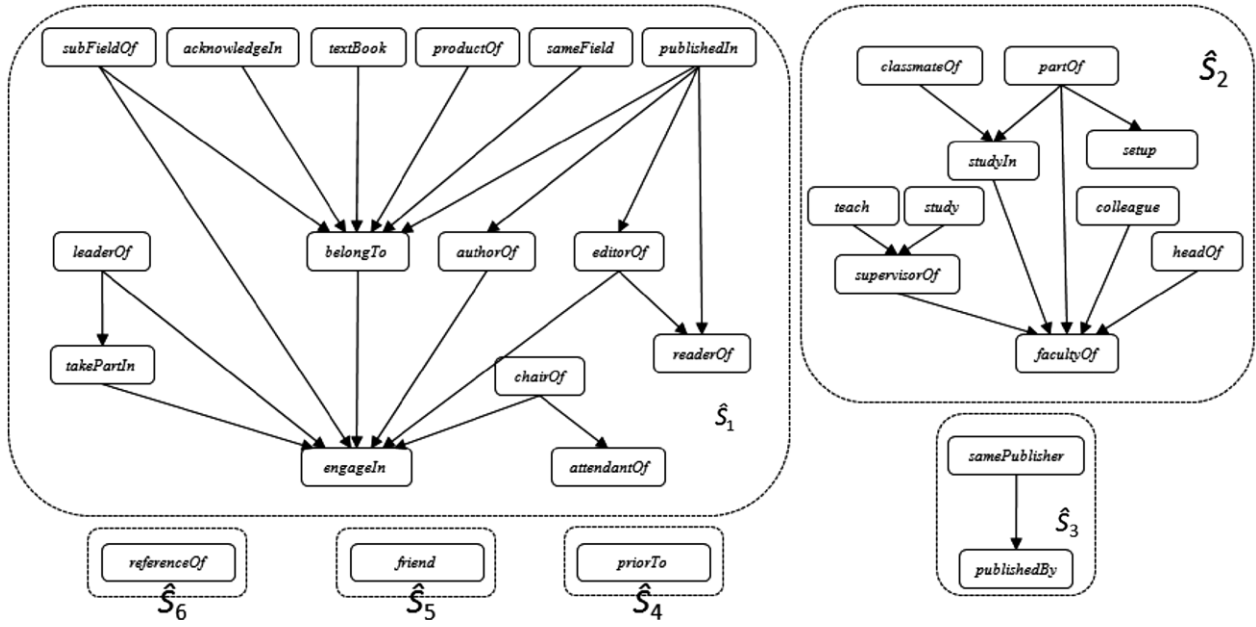 subFieldOf acknowledgeIn textBook productOf sameField publishedIn
leaderOf belongTo authorOf editorOf
takePartIn chairOf readerOf
engageIn attendantOf
Ŝ1
classmateOf partOf
Ŝ2
studyIn setup
teach study colleague
supervisorOf headOf
facultyOf
samePublisher
Ŝ3
publishedBy
referenceOf friend priorTo
Ŝ6 Ŝ5 Ŝ4